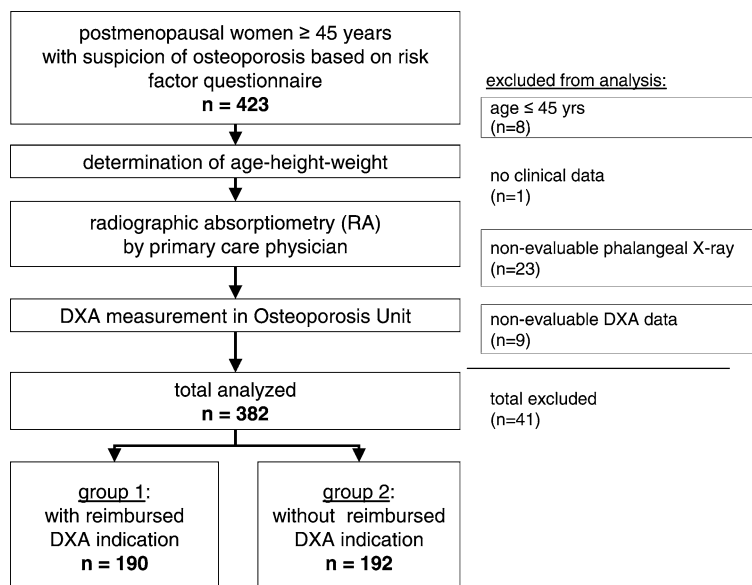 postmenopausal women ≥ 45 years
with suspicion of osteoporosis based on risk
factor questionnaire
n = 423
determination of age-height-weight
radiographic absorptiometry (RA)
by primary care physician
DXA measurement in Osteoporosis Unit
total analyzed
n = 382
group 1:
with reimbursed
DXA indication
n = 190
group 2:
without reimbursed
DXA indication
n = 192
excluded from analysis:
age ≤ 45 yrs
(n=8)
no clinical data
(n=1)
non-evaluable phalangeal X-ray
(n=23)
non-evaluable DXA data
(n=9)
total excluded
(n=41)